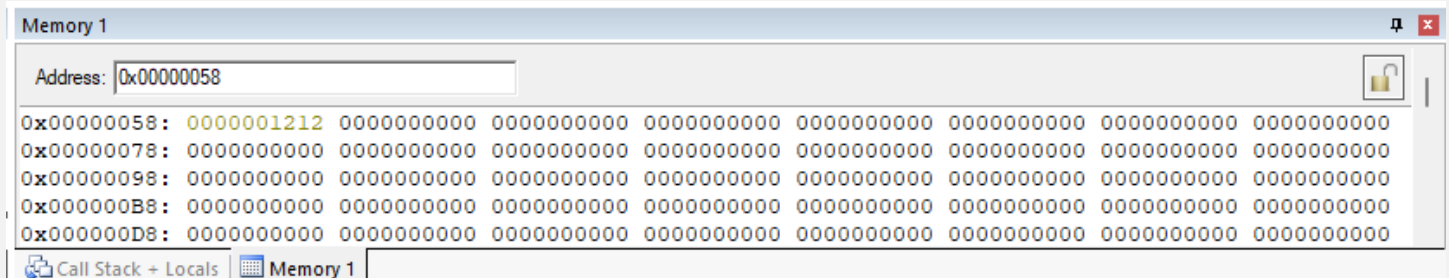 Memory 1
Address: 0x00000058
0x00000058: 0000001212 0000000000 0000000000 0000000000 0000000000 0000000000 0000000000 0000000000
0x00000078: 0000000000 0000000000 0000000000 0000000000 0000000000 0000000000 0000000000 0000000000
0x00000098: 0000000000 0000000000 0000000000 0000000000 0000000000 0000000000 0000000000 0000000000
0x000000B8: 0000000000 0000000000 0000000000 0000000000 0000000000 0000000000 0000000000 0000000000
0x000000D8: 0000000000 0000000000 0000000000 0000000000 0000000000 0000000000 0000000000 0000000000
Call Stack + Locals Memory 1